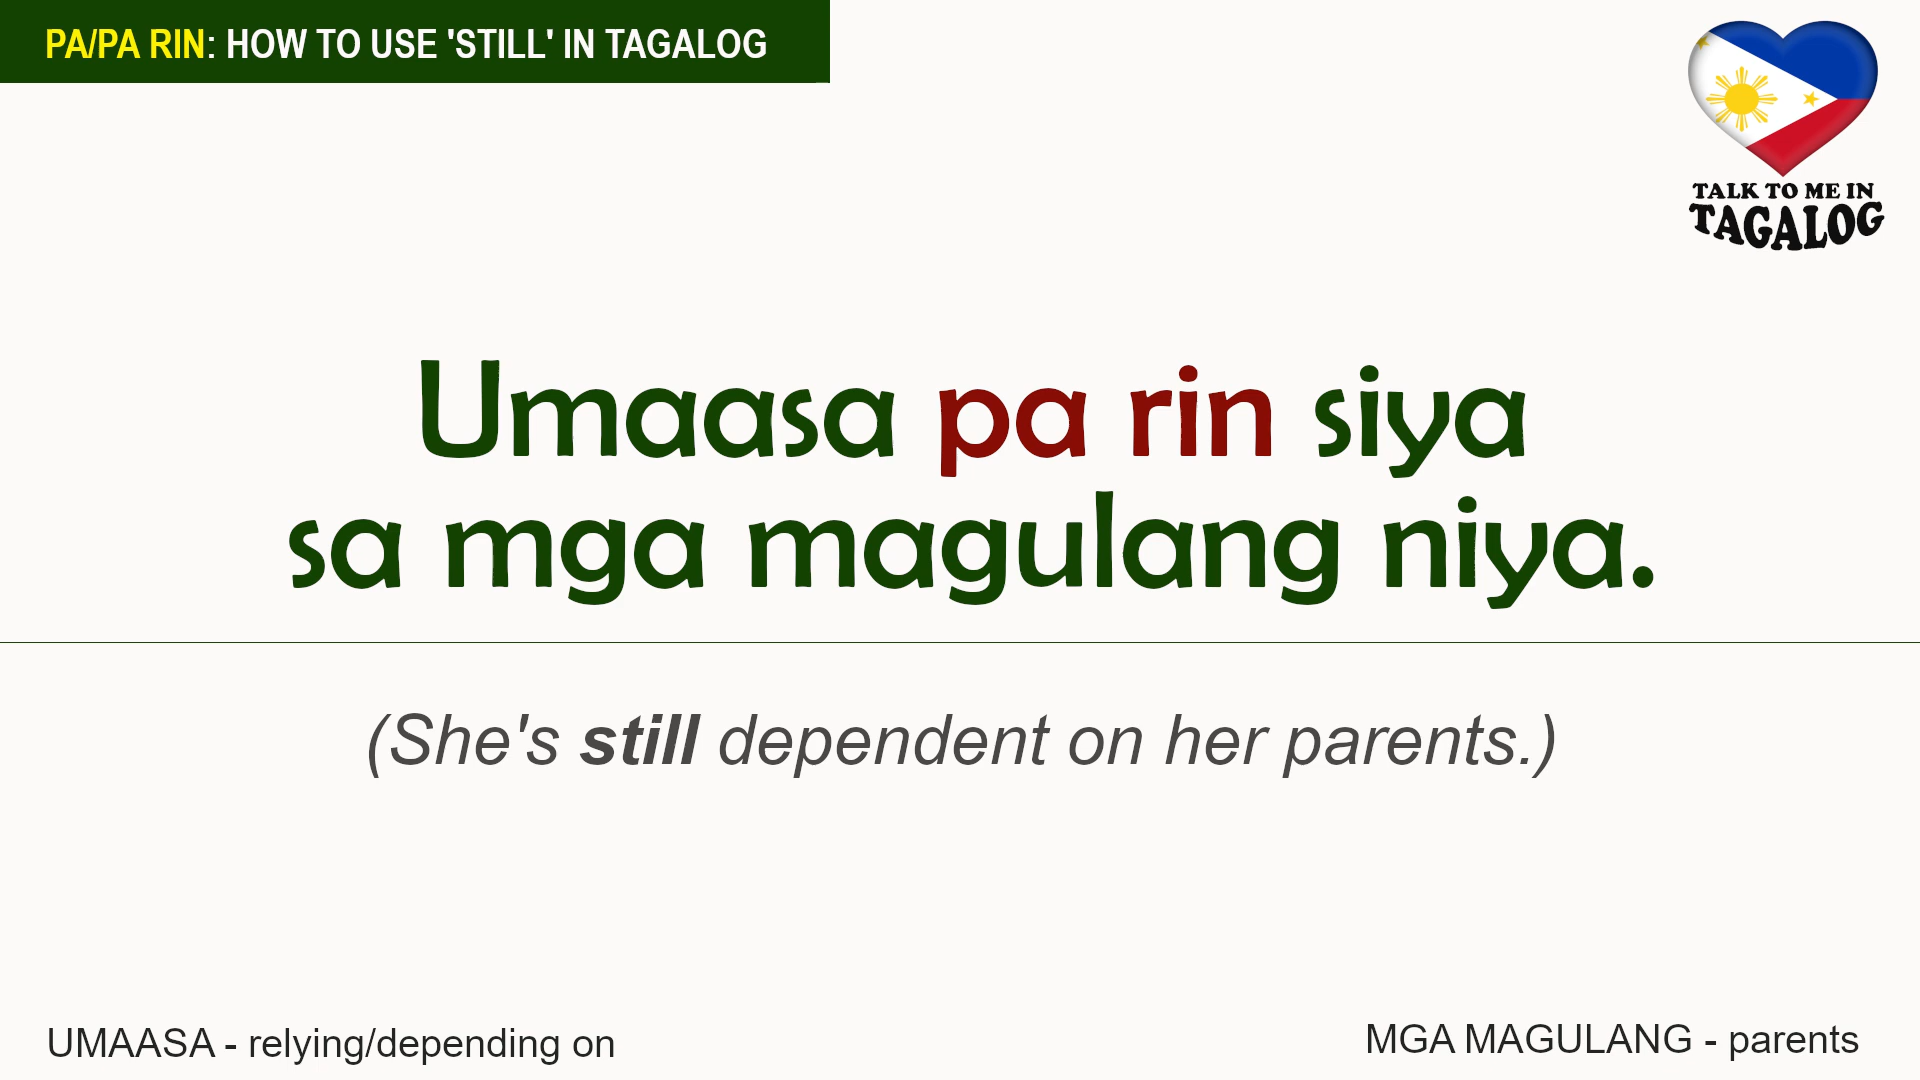 PA/PA RIN: HOW TO USE 'STILL' IN TAGALOG
TALK TO ME IN
TAGALOG
Umaasa pa rin siya
sa mga magulang niya.
(She's still dependent on her parents.)
UMAASA - relying/depending on
MGA MAGULANG - parents